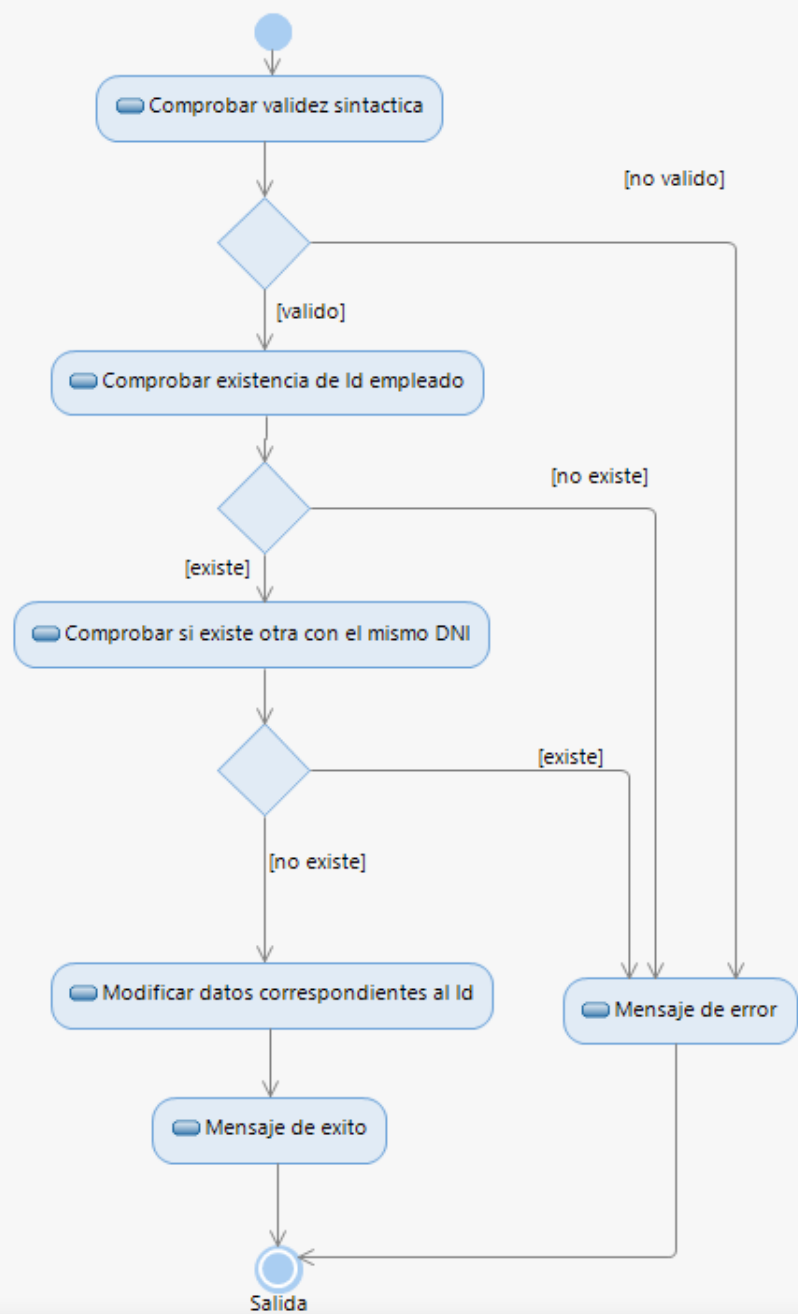 Comprobar validez sintactica
[no valido]
[valido]
Comprobar existencia de Id empleado
[no existe]
[existe]
Comprobar si existe otra con el mismo DNI
[existe]
[no existe]
Modificar datos correspondientes al Id
Mensaje de error
Mensaje de exito
Salida